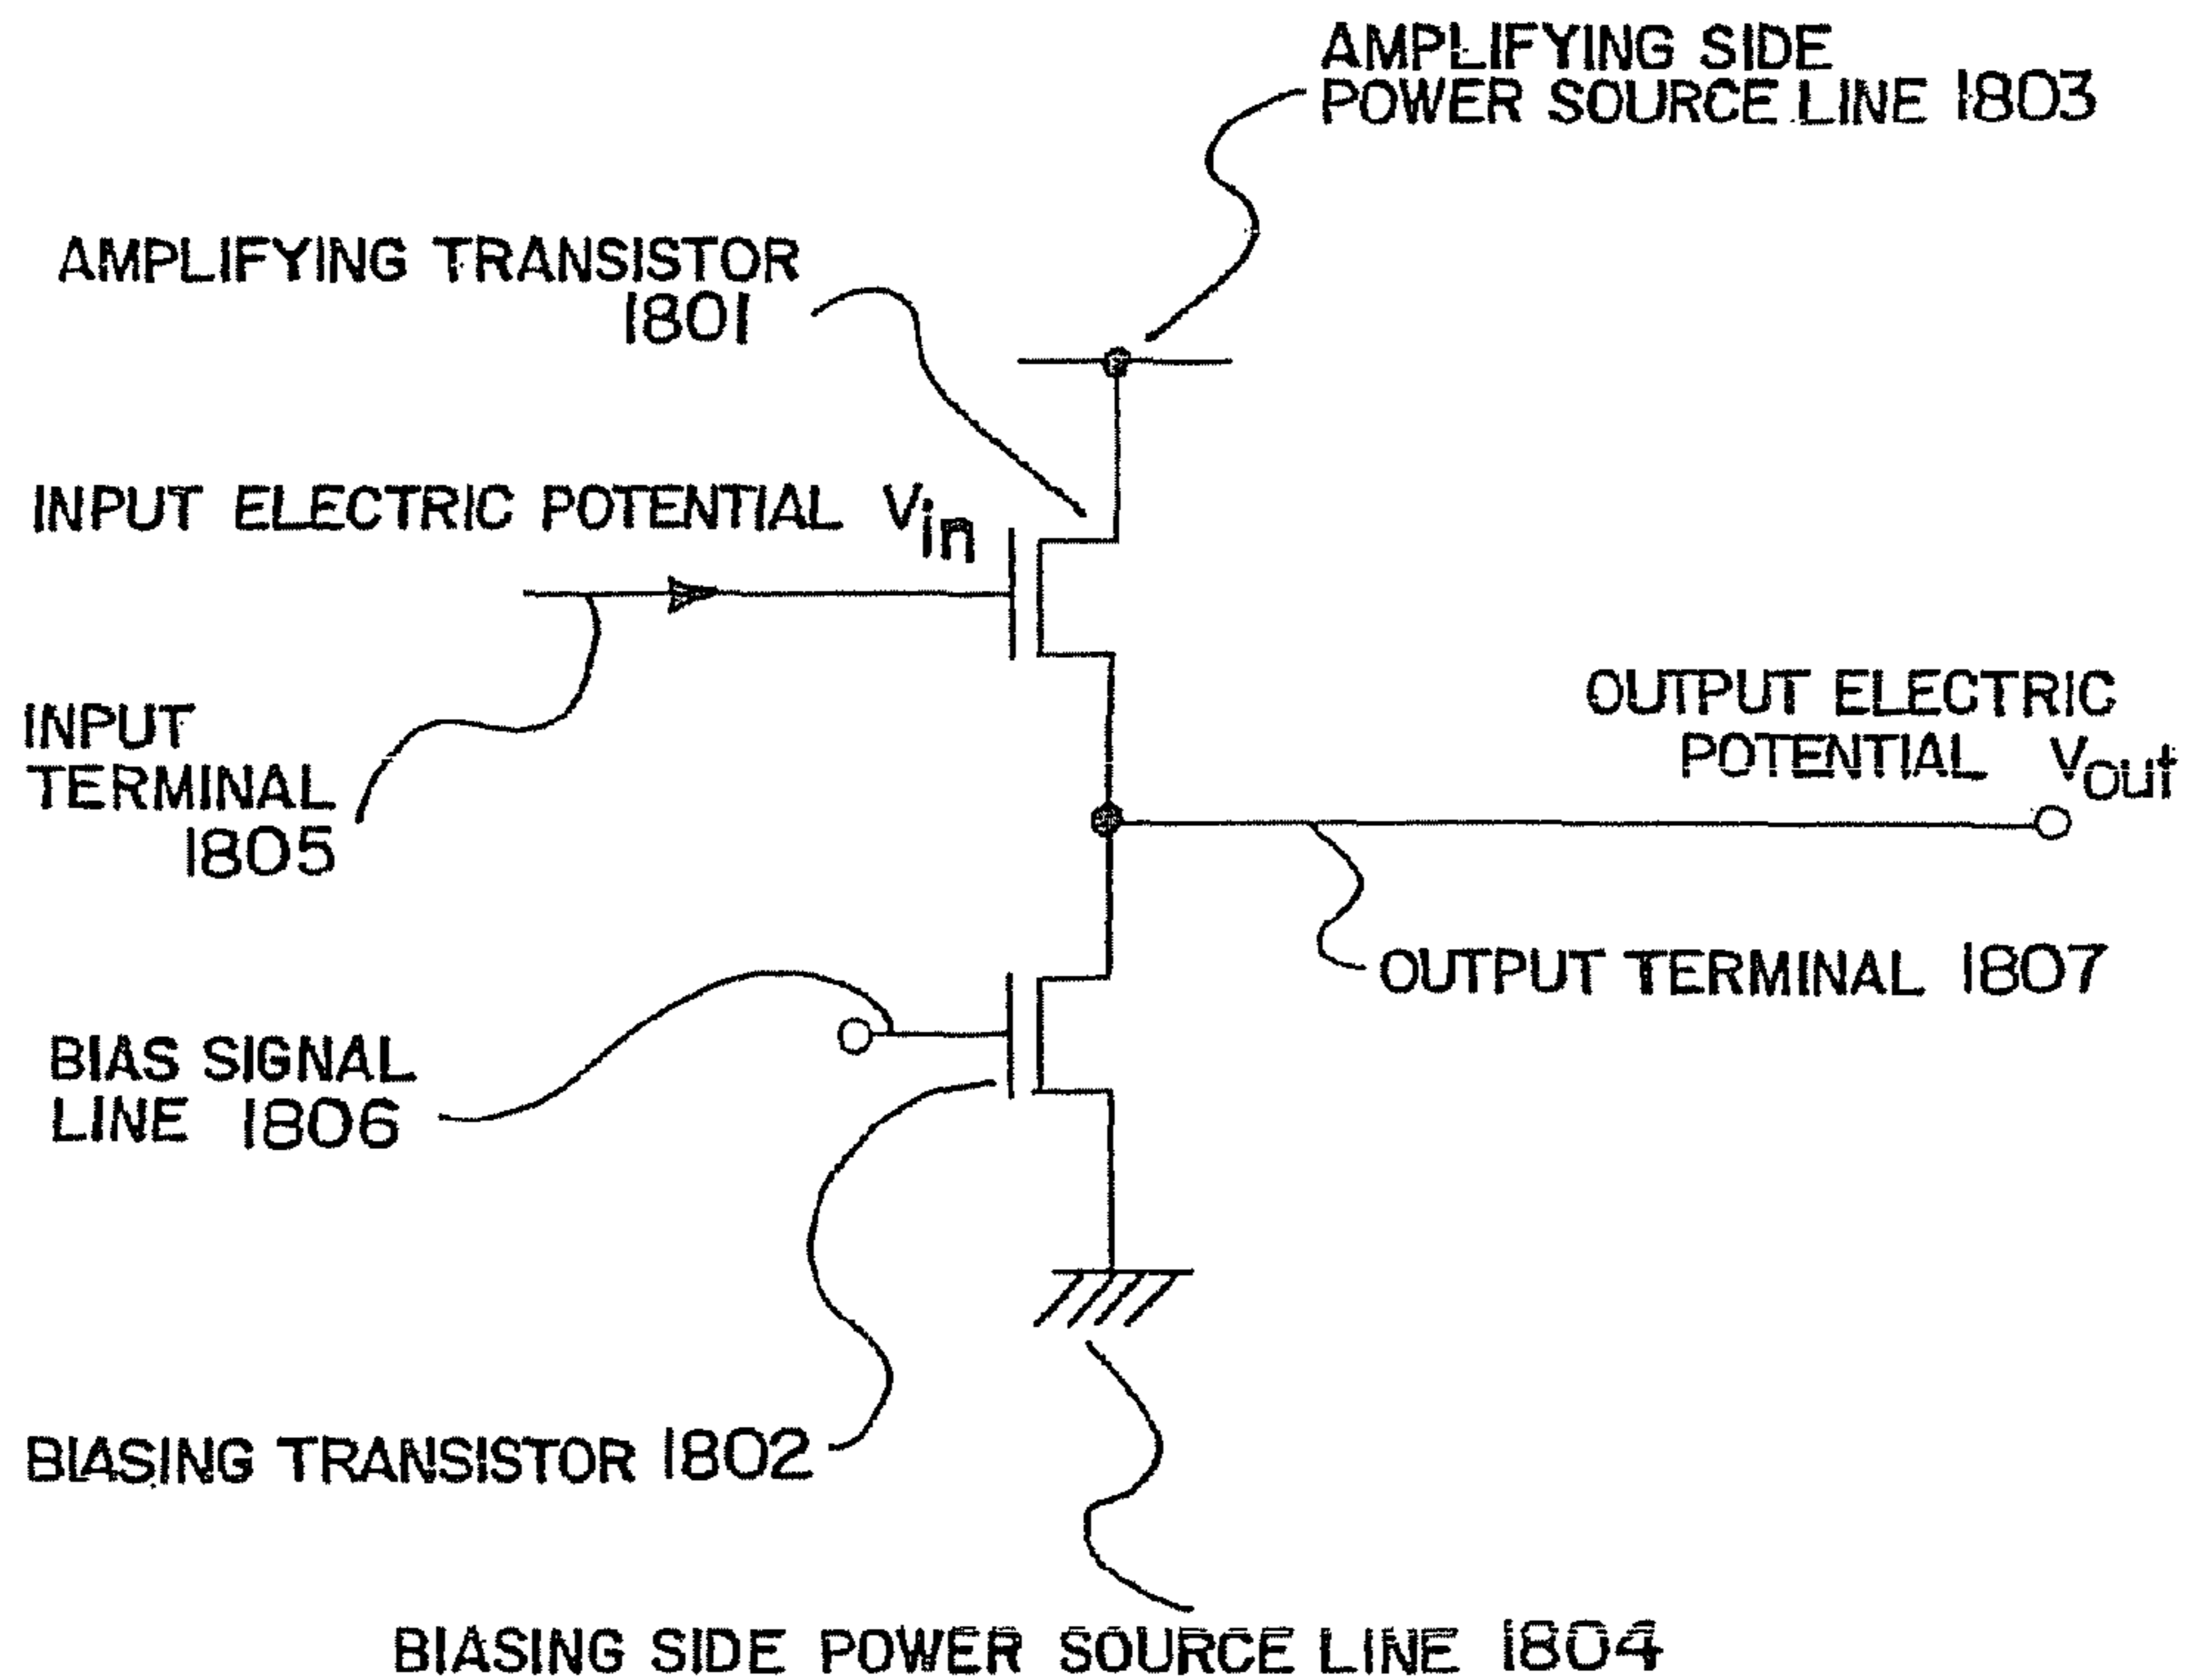 AMPLIFYING SIDE
POWER SOURCE LINE 1803
AMPLIFYING TRANSISTOR
1801
INPUT ELECTRIC POTENTIAL Vin
OUTPUT ELECTRIC
POTENTIAL Vout
INPUT
TERMINAL
1805
OUTPUT TERMINAL 1807
BIAS SIGNAL
LINE 1806
BIASING TRANSISTOR 1802
BIASING SIDE POWER SOURCE LINE 1804